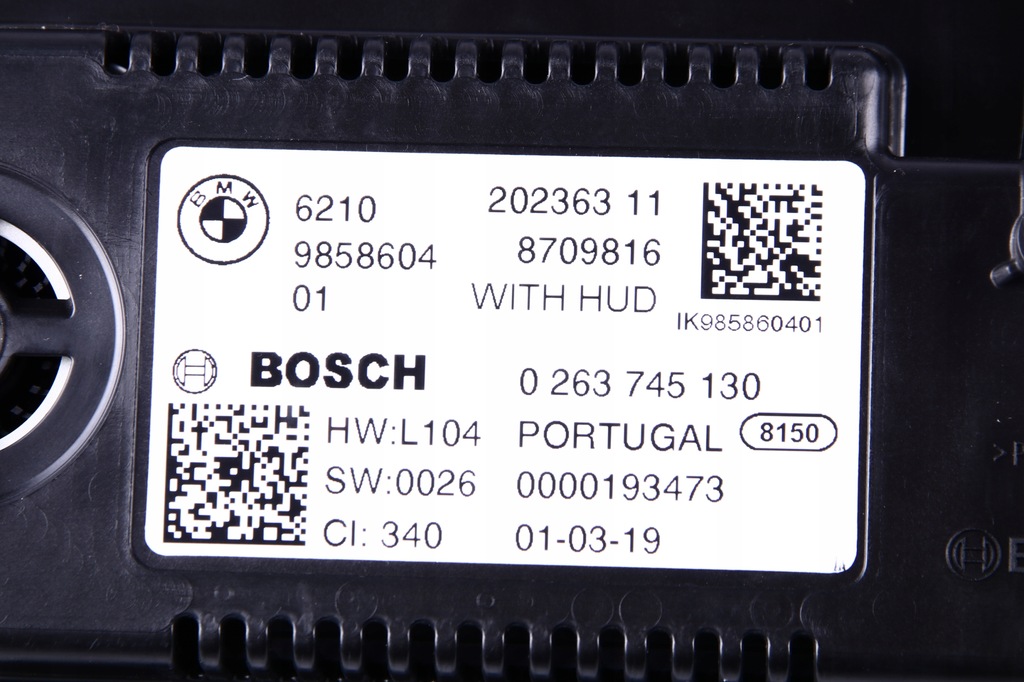 BMW
6210
9858604
01
202363 11
8709816
WITH HUD
IK985860401
BOSCH
0 263 745 130
HW:L104
PORTUGAL 8150
SW:0026
0000193473
CI: 340
01-03-19
>P
B